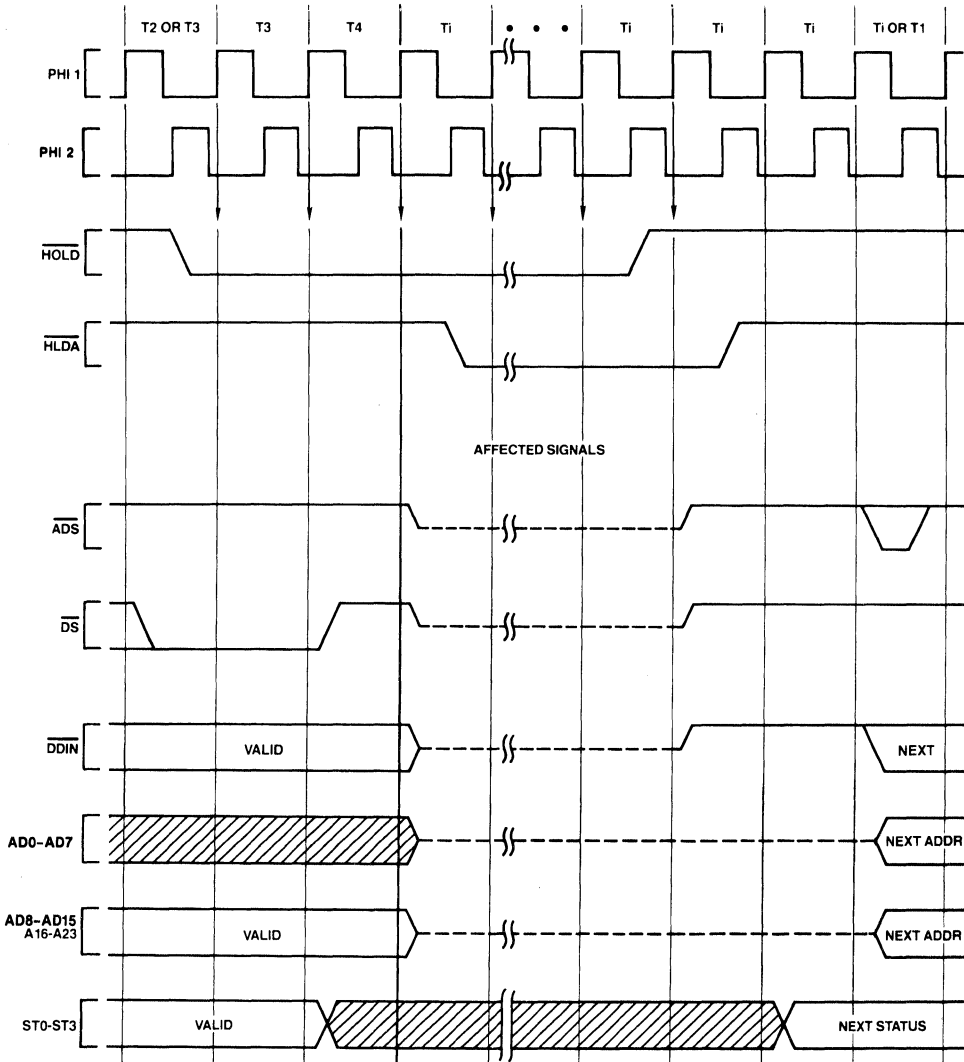 T2 OR T3 T3 T4 Ti • • • Ti Ti Ti Ti OR T1
PHI 1
PHI 2
HOLD
HLDA
AFFECTED SIGNALS
ADS
DS
DDIN VALID NEXT
AD0-AD7 NEXT ADDR
AD8-AD15
A16-A23 VALID NEXT ADDR
ST0-ST3 VALID NEXT STATUS